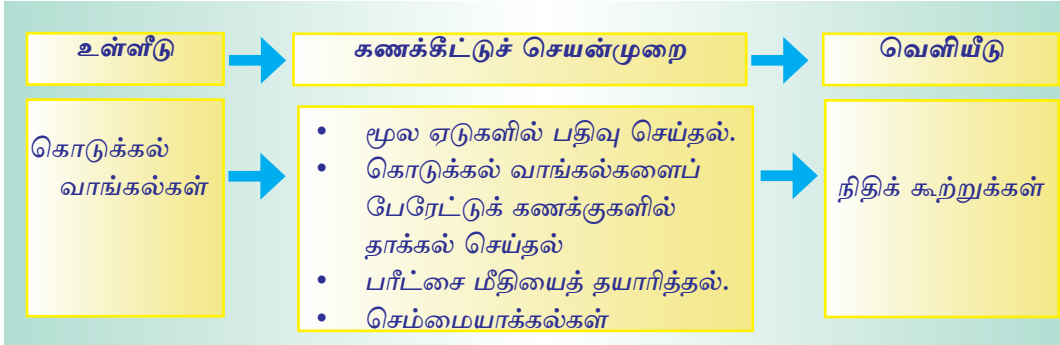 உள்ளீடு
கணக்கீட்டுச் செயன்முறை
வெளியீடு
கொடுக்கல்
வாங்கல்கள்
• மூல ஏடுகளில் பதிவு செய்தல்.
• கொடுக்கல் வாங்கல்களைப்
பேரேட்டுக் கணக்குகளில்
தாக்கல் செய்தல்
• பரீட்சை மீதியைத் தயாரித்தல்.
• செம்மையாக்கல்கள்
நிதிக் கூற்றுக்கள்